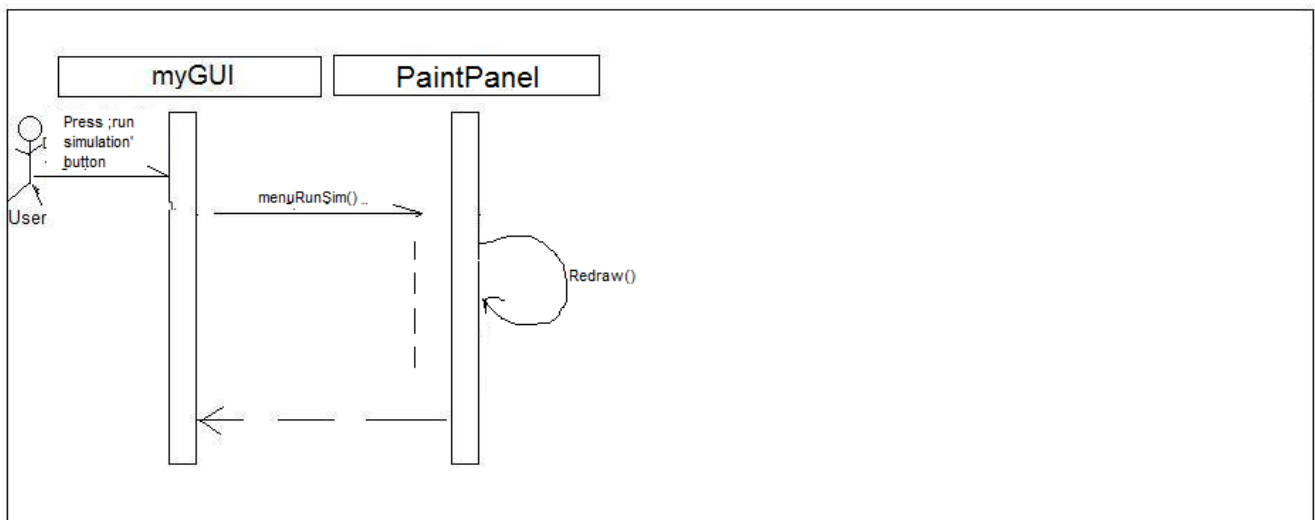 myGUI
PaintPanel
Press ;run
simulation'
button
menuRunSim() ..
User
Redraw()